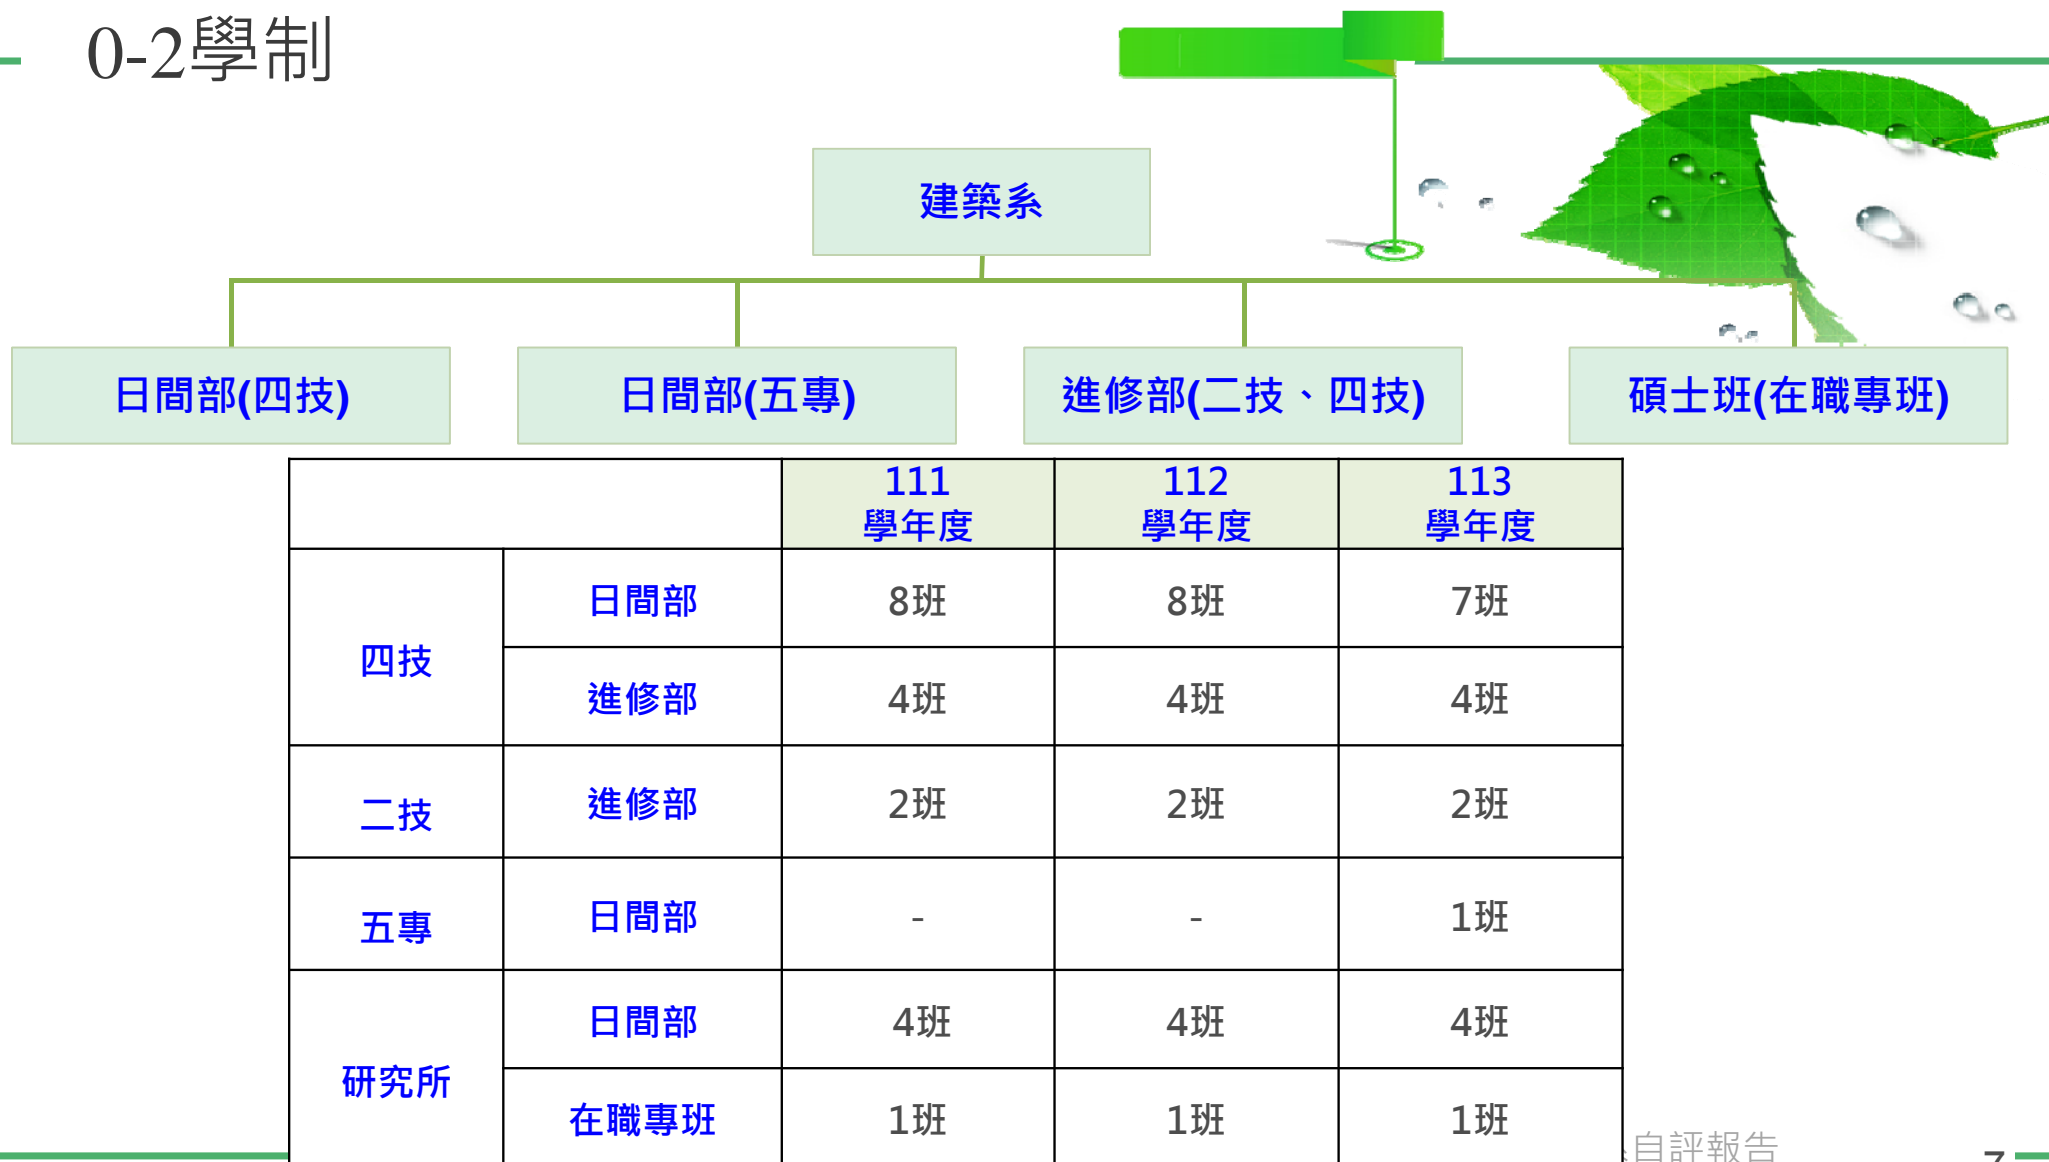 0-2學制
建築系
日間部(四技)
日間部(五專)
進修部(二技、四技)
碩士班(在職專班)
111 112 113
學年度 學年度 學年度
四技 日間部 8班 8班 7班
進修部 4班 4班 4班
二技 進修部 2班 2班 2班
五專 日間部 - - 1班
研究所 日間部 4班 4班 4班
在職專班 1班 1班 1班
自評報告